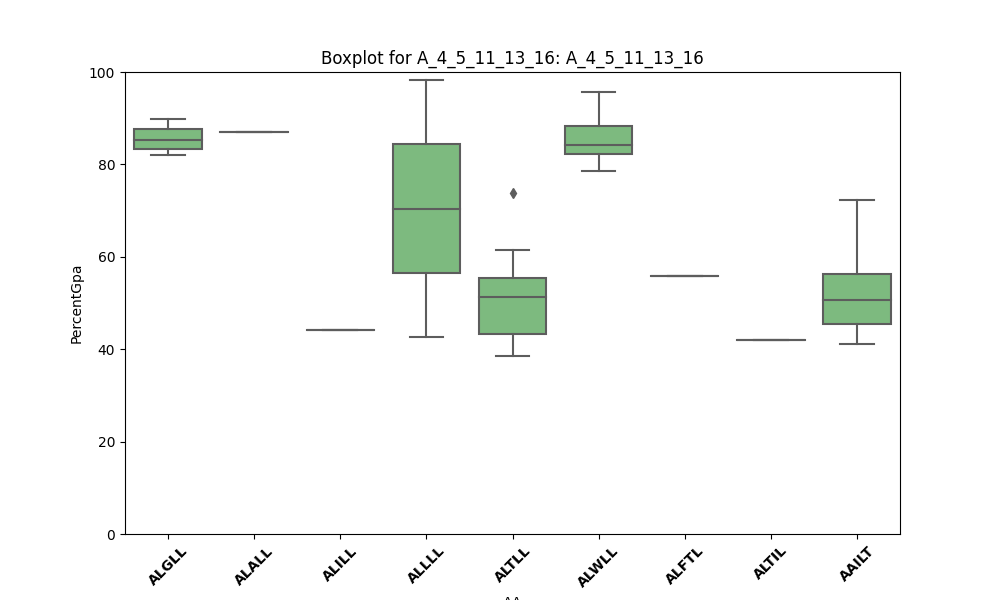 Boxplot for A_4_5_11_13_16: A_4_5_11_13_16
100
80
60
40
20
0
PercentGpa
ALGLL
ALALL
ALILL
ALLLL
ALTLL
ALWLL
ALFTL
ALTIL
AAILT